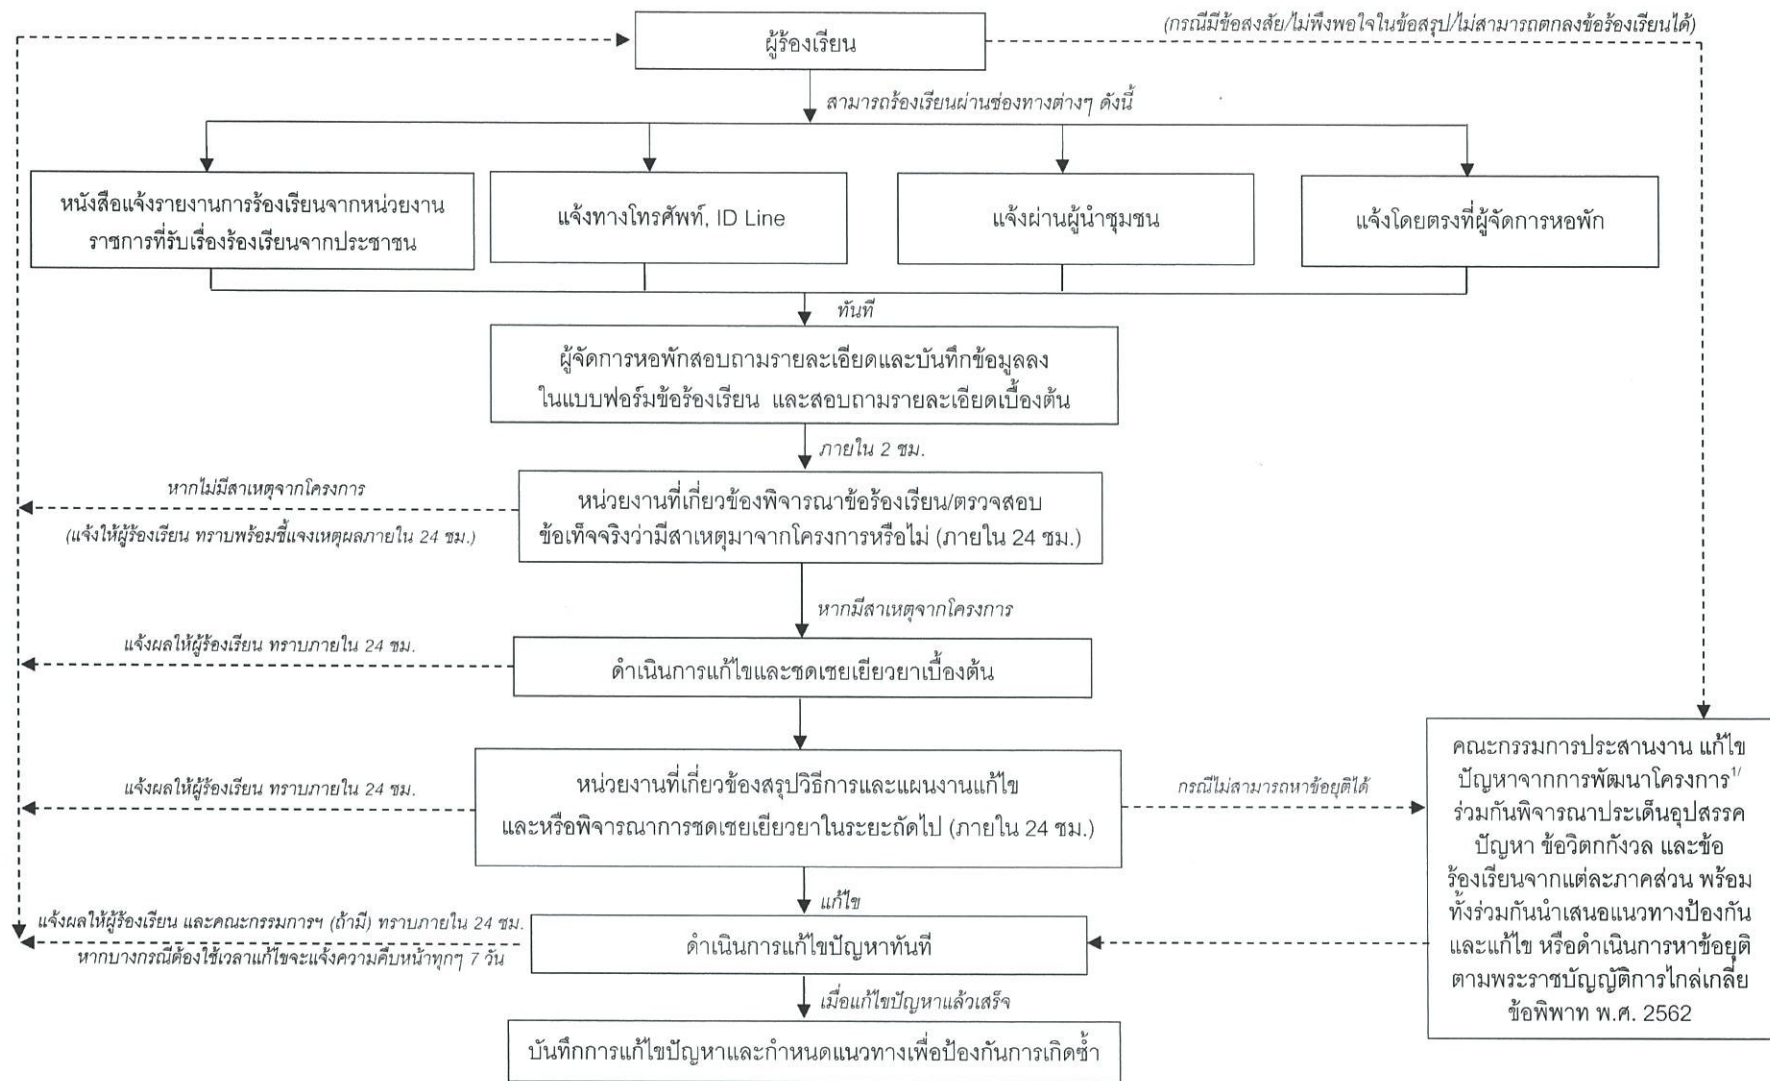 ผู้ร้องเรียน
(กรณีมีข้อสงสัย/ไม่พึงพอใจในข้อสรุป/ไม่สามารถตกลงข้อร้องเรียนได้)
สามารถร้องเรียนผ่านช่องทางต่างๆ ดังนี้
หนังสือแจ้งรายงานการร้องเรียนจากหน่วยงาน
ราชการที่รับเรื่องร้องเรียนจากประชาชน
แจ้งทางโทรศัพท์, ID Line
แจ้งผ่านผู้นำชุมชน
แจ้งโดยตรงที่ผู้จัดการหอพัก
ทันที
ผู้จัดการหอพักสอบถามรายละเอียดและบันทึกข้อมูลลง
ในแบบฟอร์มข้อร้องเรียน และสอบถามรายละเอียดเบื้องต้น
ภายใน 2 ชม.
หากไม่มีสาเหตุจากโครงการ
(แจ้งให้ผู้ร้องเรียน ทราบพร้อมชี้แจงเหตุผลภายใน 24 ชม.)
หน่วยงานที่เกี่ยวข้องพิจารณาข้อร้องเรียน/ตรวจสอบ
ข้อเท็จจริงว่ามีสาเหตุมาจากโครงการหรือไม่ (ภายใน 24 ชม.)
หากมีสาเหตุจากโครงการ
แจ้งผลให้ผู้ร้องเรียน ทราบภายใน 24 ชม.
ดำเนินการแก้ไขและชดเชยเยียวยาเบื้องต้น
แจ้งผลให้ผู้ร้องเรียน ทราบภายใน 24 ชม.
หน่วยงานที่เกี่ยวข้องสรุปวิธีการและแผนงานแก้ไข
และหรือพิจารณาการชดเชยเยียวยาในระยะถัดไป (ภายใน 24 ชม.)
กรณีไม่สามารถหาข้อยุติได้
คณะกรรมการประสานงาน แก้ไข
ปัญหาจากการพัฒนาโครงการ1/
ร่วมกันพิจารณาประเด็นอุปสรรค
ปัญหา ข้อวิตกกังวล และข้อ
ร้องเรียนจากแต่ละภาคส่วน พร้อม
ทั้งร่วมกันนำเสนอแนวทางป้องกัน
และแก้ไข หรือดำเนินการหาข้อยุติ
ตามพระราชบัญญัติการไกล่เกลี่ย
ข้อพิพาท พ.ศ. 2562
แก้ไข
แจ้งผลให้ผู้ร้องเรียน และคณะกรรมการฯ (ถ้ามี) ทราบภายใน 24 ชม.
หากบางกรณีต้องใช้เวลาแก้ไขจะแจ้งความคืบหน้าทุกๆ 7 วัน
ดำเนินการแก้ไขปัญหาทันที
เมื่อแก้ไขปัญหาแล้วเสร็จ
บันทึกการแก้ไขปัญหาและกำหนดแนวทางเพื่อป้องกันการเกิดซ้ำ